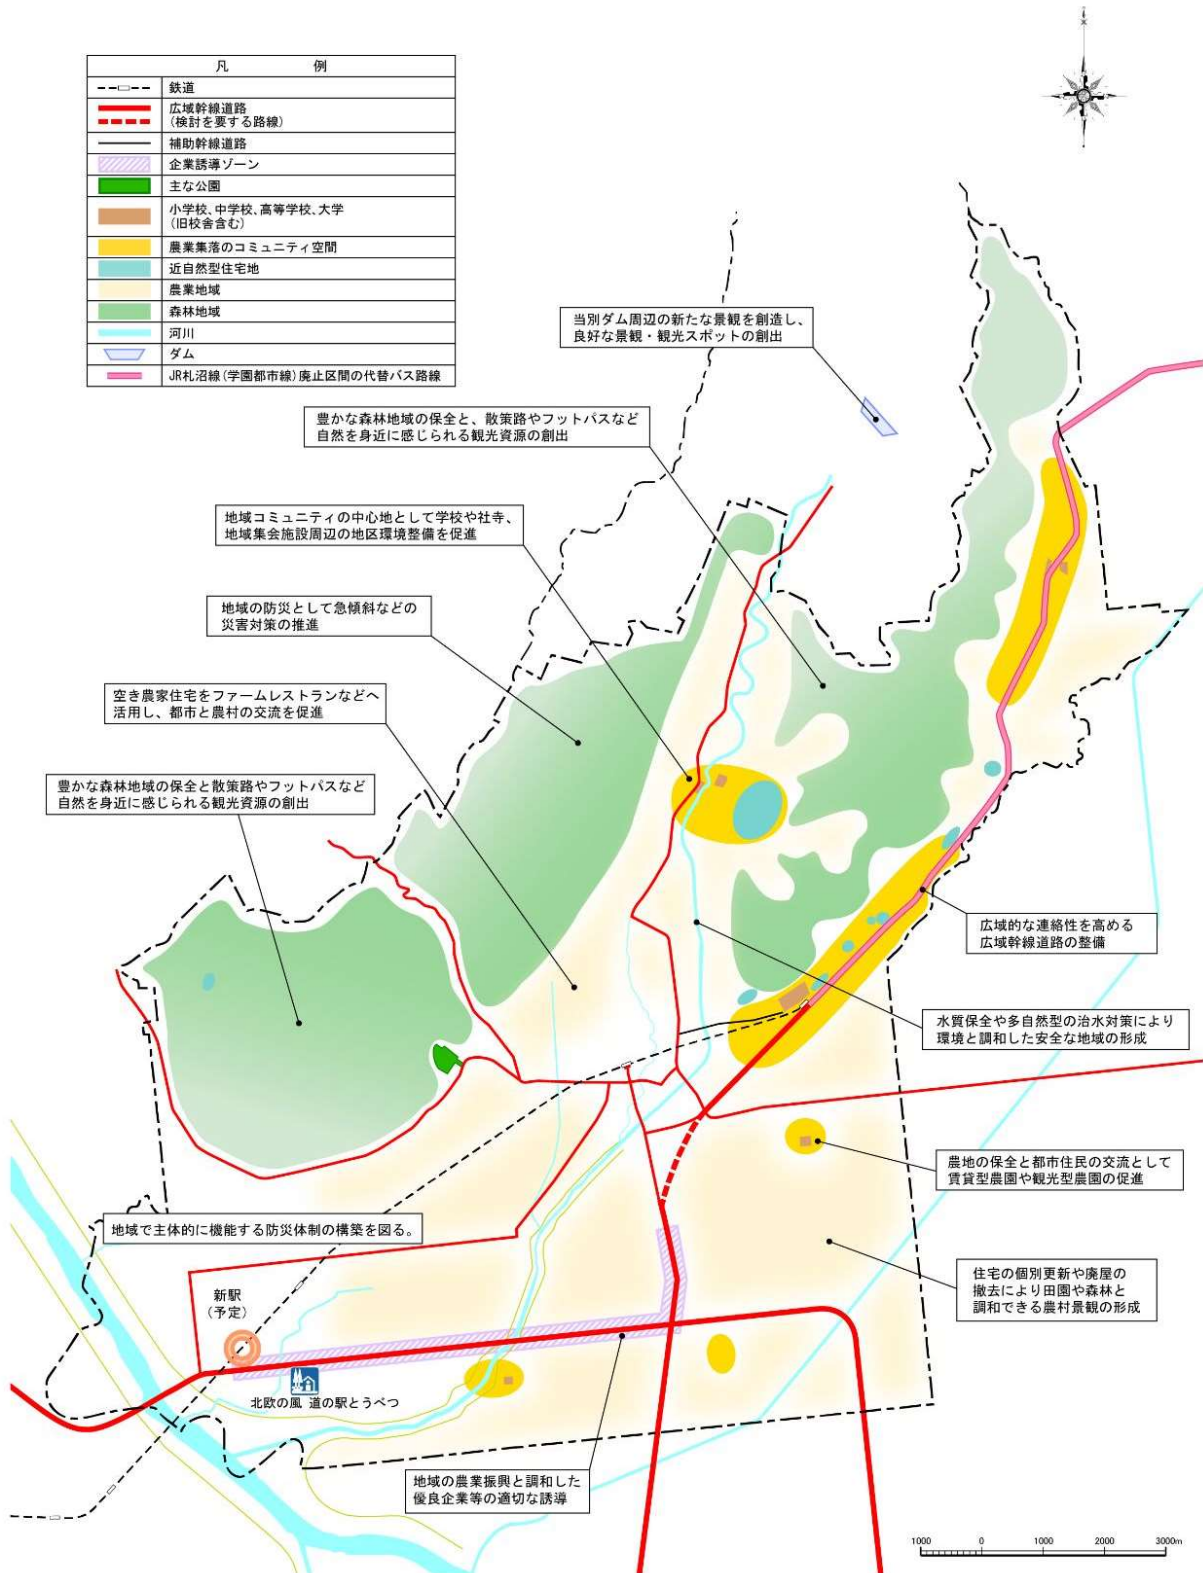 凡 例
鉄道
広域幹線道路
(検討を要する路線)
補助幹線道路
企業誘導ゾーン
主な公園
小学校、中学校、高等学校、大学
(旧校舎含む)
農業集落のコミュニティ空間
近自然型住宅地
農業地域
森林地域
河川
ダム
JR札沼線(学園都市線)廃止区間の代替バス路線
当別ダム周辺の新たな景観を創造し、
良好な景観・観光スポットの創出
豊かな森林地域の保全と、散策路やフットパスなど
自然を身近に感じられる観光資源の創出
地域コミュニティの中心地として学校や社寺、
地域集会施設周辺の地区環境整備を促進
地域の防災として急傾斜などの
災害対策の推進
空き農家住宅をファームレストランなどへ
活用し、都市と農村の交流を促進
豊かな森林地域の保全と散策路やフットパスなど
自然を身近に感じられる観光資源の創出
広域的な連絡性を高める
広域幹線道路の整備
水質保全や多自然型の治水対策により
環境と調和した安全な地域の形成
農地の保全と都市住民の交流として
賃貸型農園や観光型農園の促進
地域で主体的に機能する防災体制の構築を図る。
住宅の個別更新や廃屋の
撤去により田園や森林と
調和できる農村景観の形成
新駅
(予定)
北欧の風 道の駅とうべつ
地域の農業振興と調和した
優良企業等の適切な誘導
1000 0 1000 2000 3000m